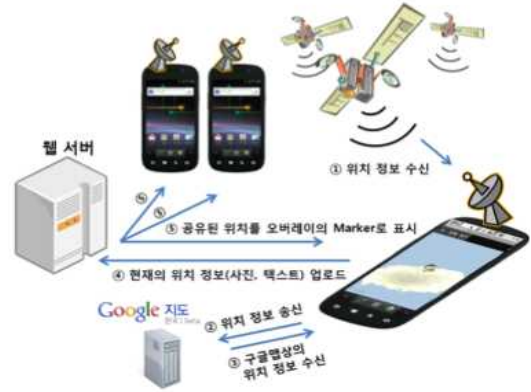 웹 서버
① 위치 정보 수신
⑤
⑤
⑤ 공유된 위치를 오버레이의 Marker로 표시
④ 현재의 위치 정보(사진, 텍스트) 업로드
Google 지도
한국 beta
② 위치 정보 송신
③ 구글맵상의
위치 정보 수신